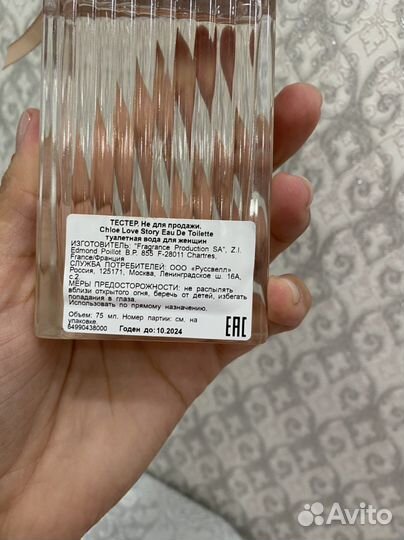 ТЕСТЕР. Не для продажи.
Chloe Love Story Eau De Toilette
туалетная вода для женщин
ИЗГОТОВИТЕЛЬ: "Fragrance Production SA", Z.I.
Edmond Poillot B.P. 855 F-28011 Chartres,
France/Франция
СЛУЖБА ПОТРЕБИТЕЛЕЙ: ООО «Руссвелл»
Россия, 125171, Москва, Ленинградское ш. 16А,
с.2
МЕРЫ ПРЕДОСТОРОЖНОСТИ: не распылять
вблизи открытого огня, беречь от детей, избегать
попадания в глаза.
Использовать по прямому назначению.
Объем: 75 мл. Номер партии: см. на
упаковке
64990438000 Годен до: 10.2024
EAC
Avito